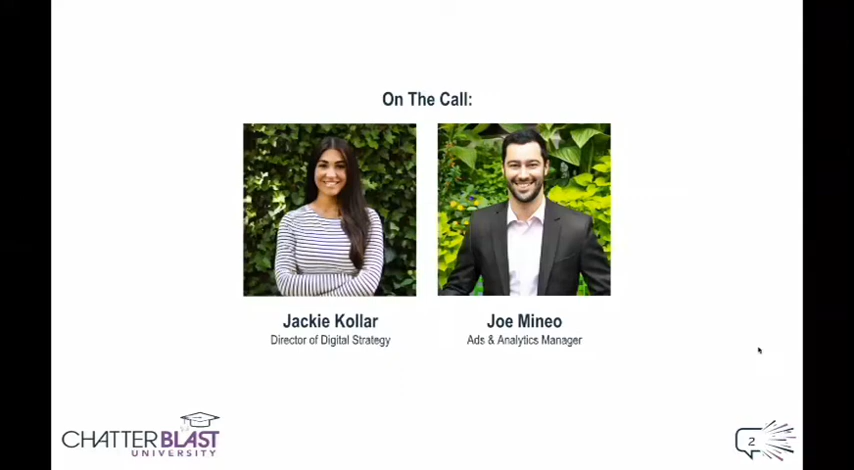 On The Call:
Jackie Kollar
Director of Digital Strategy
Joe Mineo
Ads & Analytics Manager
CHATTERBLAST
UNIVERSITY
2